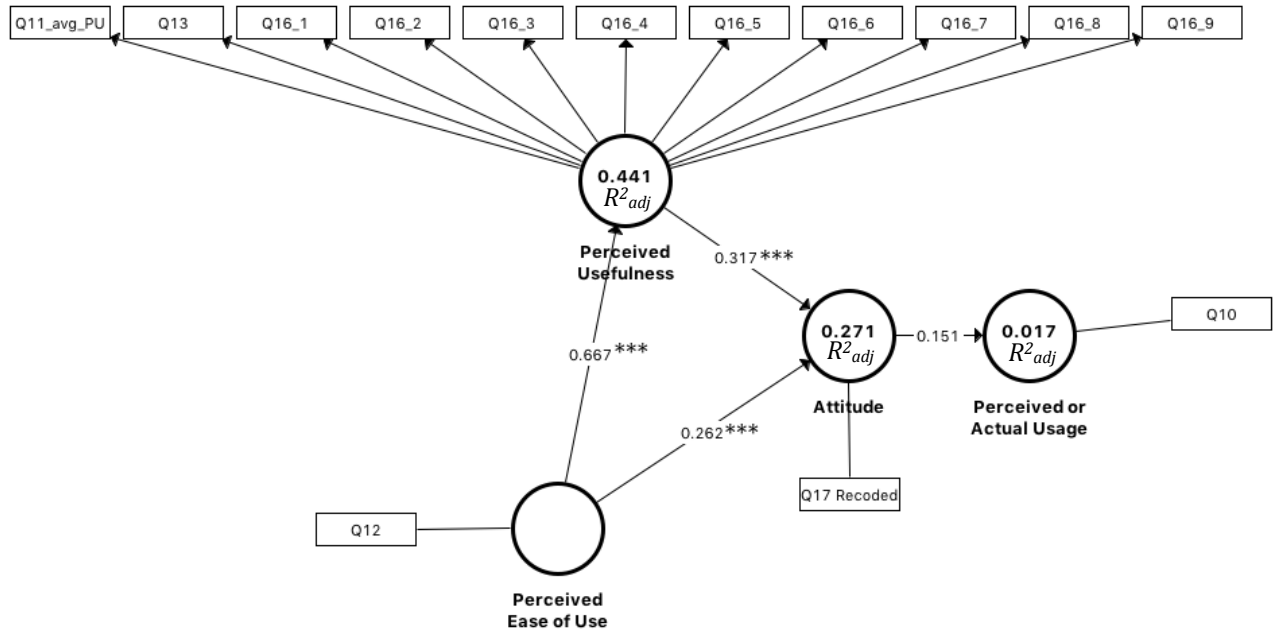 Q11_avg_PU
Q13
Q16_1
Q16_2
Q16_3
Q16_4
Q16_5
Q16_6
Q16_7
Q16_8
Q16_9
0.441
R²adj
Perceived
Usefulness
0.317***
0.667***
0.271
R²adj
Attitude
0.151
0.017
R²adj
Perceived or
Actual Usage
Q10
0.262***
Q17 Recoded
Q12
Perceived
Ease of Use